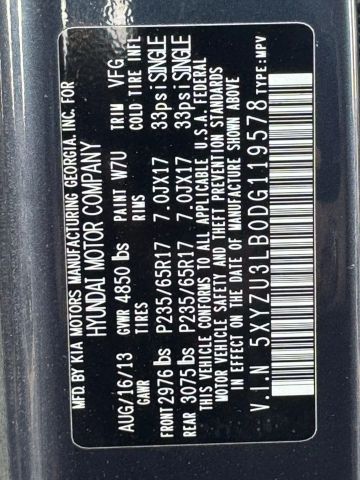 MFD. BY KIA MOTORS MANUFACTURING GEORGIA, INC. FOR
HYUNDAI MOTOR COMPANY
AUG/16/13 GVWR 4850 lbs PAINT W7U TRIM VFG
GAWR RIMS COLD TIRE INFL
FRONT 2976 lbs P235/65R17 7.0JX17 33psi SINGLE
REAR 3075 lbs P235/65R17 7.0JX17 33psi SINGLE
THIS VEHICLE CONFORMS TO ALL APPLICABLE U.S.A. FEDERAL
MOTOR VEHICLE SAFETY AND THEFT PREVENTION STANDARDS
IN EFFECT ON THE DATE OF MANUFACTURE SHOWN ABOVE.
V.I.N 5XYZU3LB0DG119578 TYPE: MPV